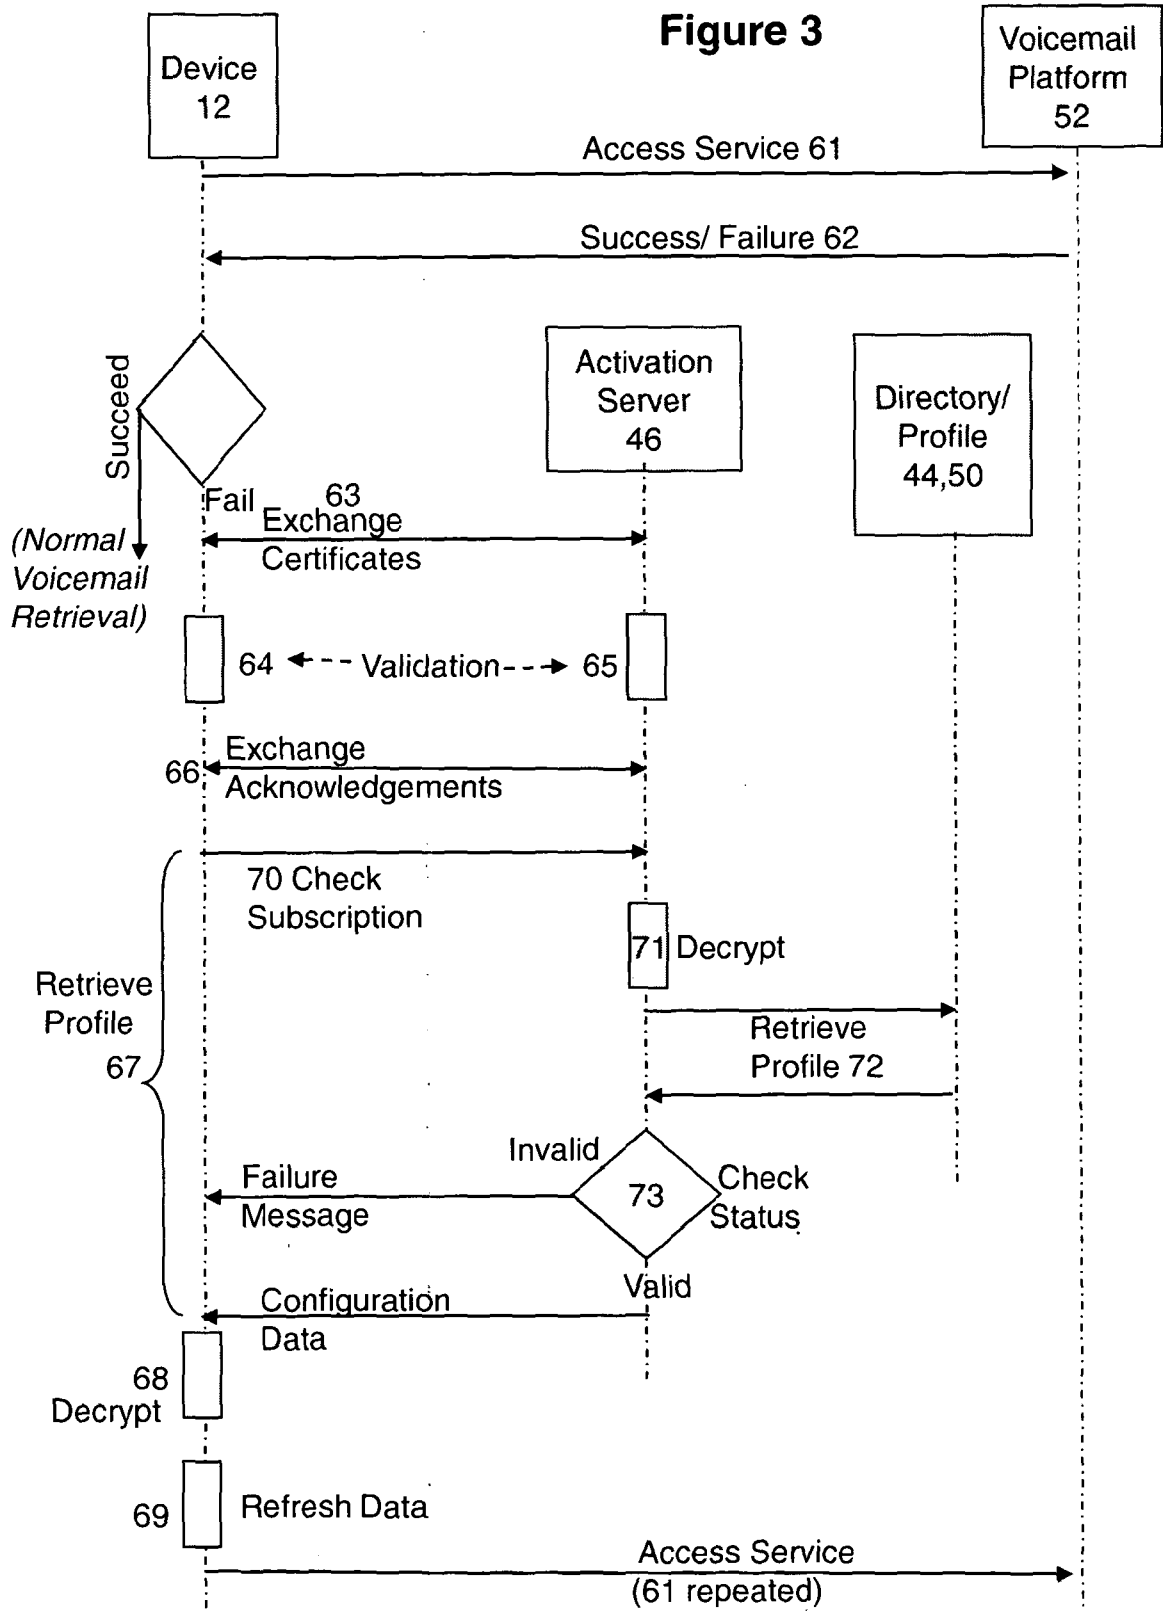 Figure 3
Device
12
Voicemail
Platform
52
Access Service 61
Success/ Failure 62
Succeed
Activation
Server
46
Directory/
Profile
44,50
Fail
63
Exchange
Certificates
(Normal
Voicemail
Retrieval)
64
Validation
65
66
Exchange
Acknowledgements
70 Check
Subscription
71 Decrypt
Retrieve
Profile
67
Retrieve
Profile 72
Invalid
73
Check
Status
Failure
Message
Valid
Configuration
Data
68
Decrypt
69
Refresh Data
Access Service
(61 repeated)